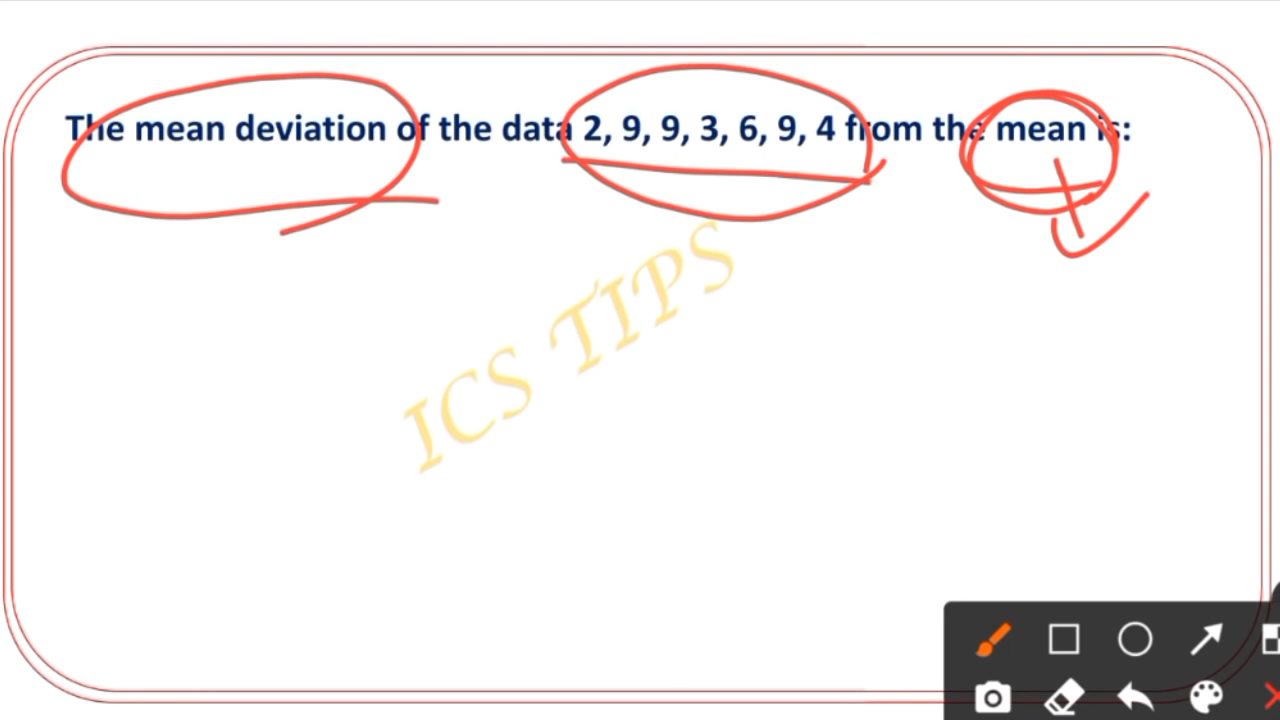 The mean deviation of the data 2, 9, 9, 3, 6, 9, 4 from the mean is:
ICS TIPS